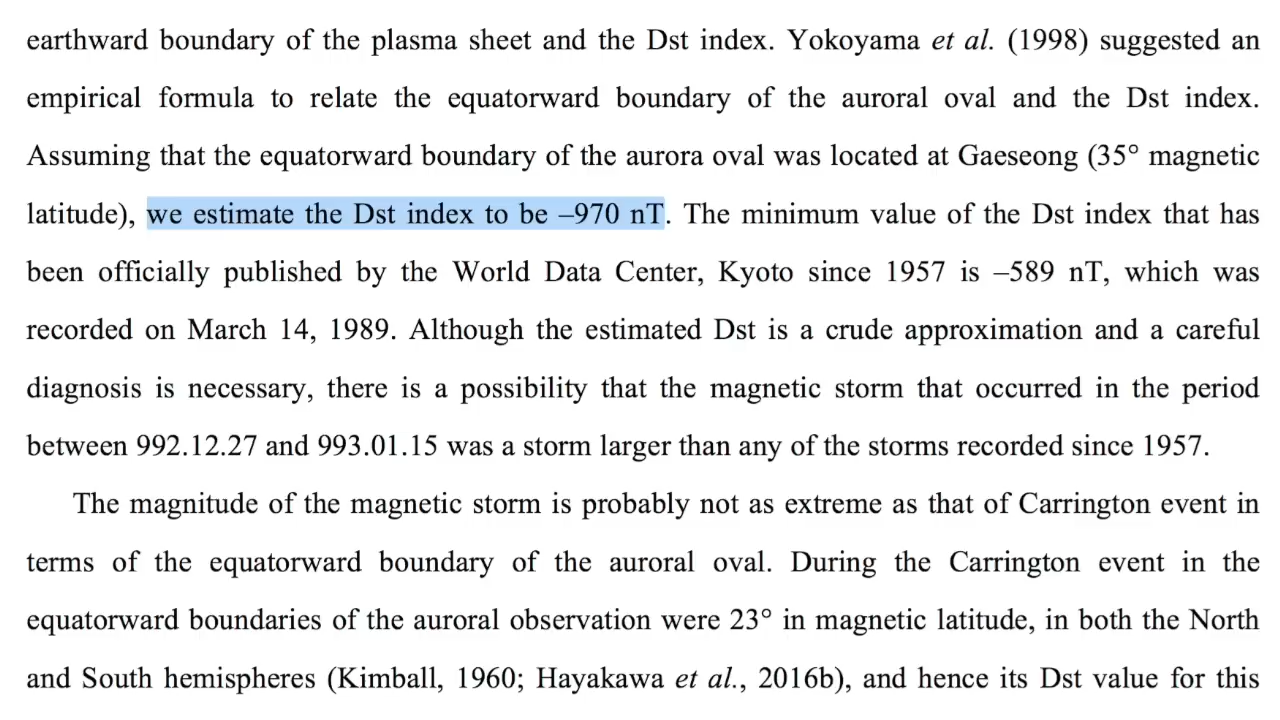 earthward boundary of the plasma sheet and the Dst index. Yokoyama et al. (1998) suggested an
empirical formula to relate the equatorward boundary of the auroral oval and the Dst index.
Assuming that the equatorward boundary of the aurora oval was located at Gaeseong (35° magnetic
latitude), we estimate the Dst index to be –970 nT. The minimum value of the Dst index that has
been officially published by the World Data Center, Kyoto since 1957 is –589 nT, which was
recorded on March 14, 1989. Although the estimated Dst is a crude approximation and a careful
diagnosis is necessary, there is a possibility that the magnetic storm that occurred in the period
between 992.12.27 and 993.01.15 was a storm larger than any of the storms recorded since 1957.
The magnitude of the magnetic storm is probably not as extreme as that of Carrington event in
terms of the equatorward boundary of the auroral oval. During the Carrington event in the
equatorward boundaries of the auroral observation were 23° in magnetic latitude, in both the North
and South hemispheres (Kimball, 1960; Hayakawa et al., 2016b), and hence its Dst value for this